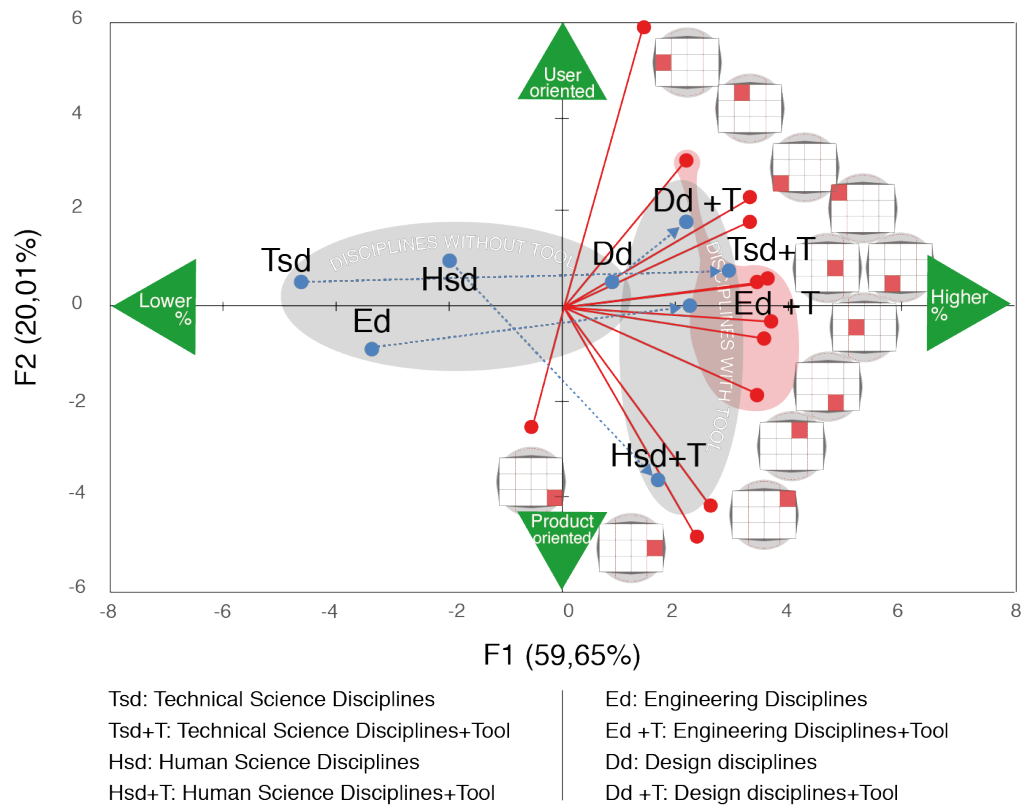 6
4
2
0
-2
-4
-6
F2 (20,01%)
User
oriented
Dd +T
DISCIPLINES WITHOUT TOOL
Tsd
Hsd
Dd
Tsd+T
Lower
%
Higher
%
Ed
Ed +T
DISCIPLINES WITH TOOL
Hsd+T
Product
oriented
-8
-6
-4
-2
0
2
4
6
8
F1 (59,65%)
Tsd: Technical Science Disciplines
Tsd+T: Technical Science Disciplines+Tool
Hsd: Human Science Disciplines
Hsd+T: Human Science Disciplines+Tool
Ed: Engineering Disciplines
Ed +T: Engineering Disciplines+Tool
Dd: Design disciplines
Dd +T: Design disciplines+Tool